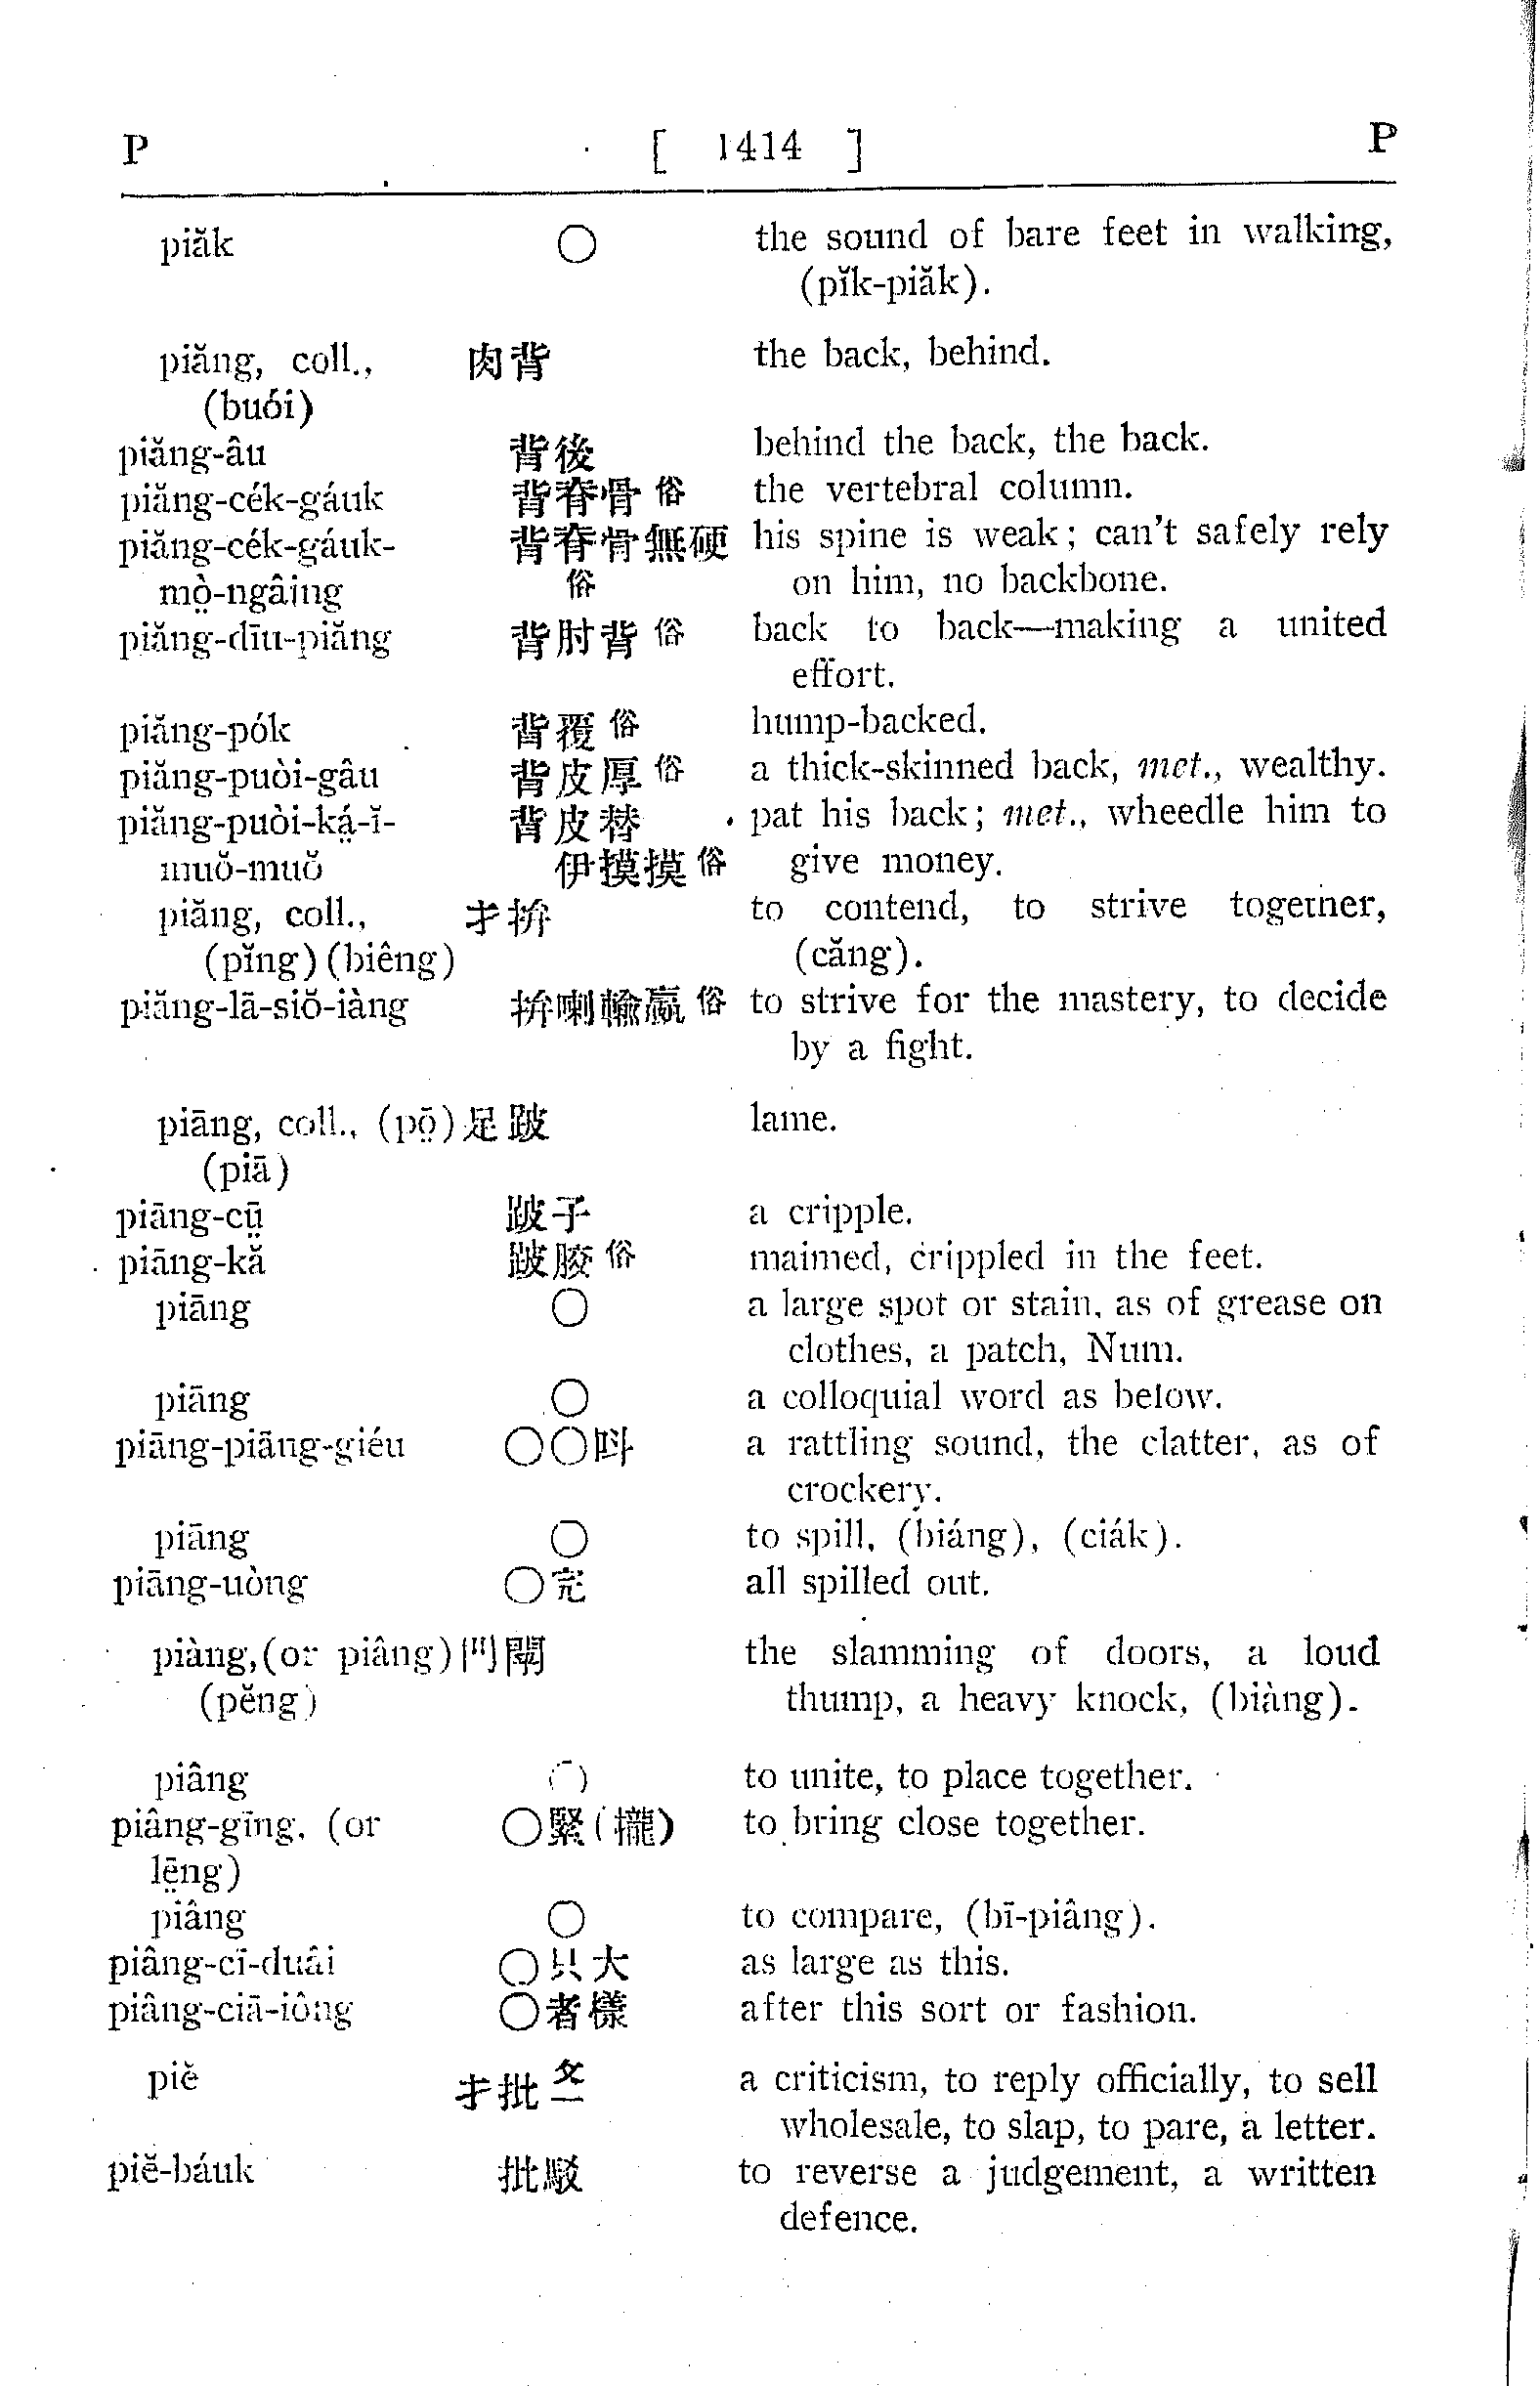 P [ 1414 ] P
piăk ○ the sound of bare feet in walking,
(pĭk-piăk).
piăng, coll., 肉背 the back, behind.
(buói)
piăng-âu 背後 behind the back, the back.
piăng-cék-gáuk 背脊骨俗 the vertebral column.
piăng-cék-gáuk- 背脊骨無硬 his spine is weak; can't safely rely
mò̤-ngâing 俗 on him, no backbone.
piăng-dīu-piăng 背肘背俗 back to back—making a united
effort.
piăng-pók 背覆俗 hump-backed.
piăng-puòi-gâu 背皮厚俗 a thick-skinned back, met., wealthy.
piăng-puòi-ká̤-ĭ- 背皮替 pat his back; met., wheedle him to
muŏ-muŏ 伊摸摸俗 give money.
piăng, coll., 才拚 to contend, to strive together,
(pĭng) (biêng) (căng).
piăng-lā-siŏ-iàng 拚喇輸贏俗 to strive for the mastery, to decide
by a fight.
piāng, coll., (pō̤) 足跛 lame.
(piā)
piāng-cṳ̄ 跛子 a cripple.
piāng-kă 跛胶俗 maimed, crippled in the feet.
piāng ○ a large spot or stain, as of grease on
clothes, a patch, Num.
piāng ○ a colloquial word as below.
piāng-piāng-giéu ○○呌 a rattling sound, the clatter, as of
crockery.
piāng ○ to spill, (biáng), (ciák).
piāng-uòng ○完 all spilled out.
piàng, (or piâng) 門 the slamming of doors, a loud
(pĕng) thump, a heavy knock, (biàng).
piâng ○ to unite, to place together.
piâng-gīng, (or ○緊(攏) to bring close together.
lē̤ng)
piâng ○ to compare, (bī-piâng).
piâng-cī-duâi ○只大 as large as this.
piâng-ciā-iông ○者樣 after this sort or fashion.
piĕ 才批 a criticism, to reply officially, to sell
wholesale, to slap, to pare, a letter.
piĕ-báuk 批駁 to reverse a judgement, a written
defence.